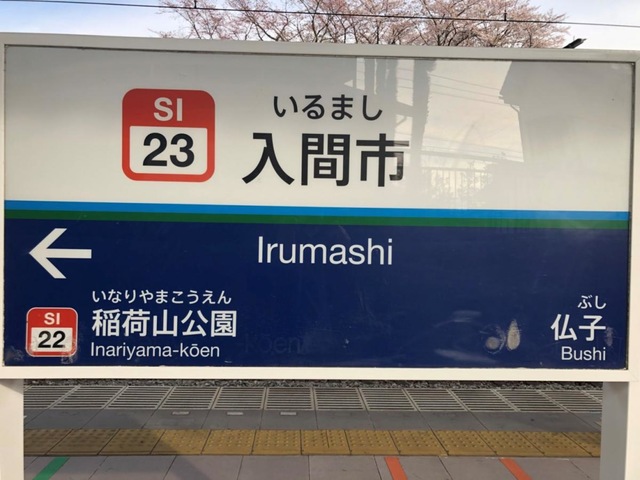 SI
23
いるまし
入間市
Irumashi
いなりやまこうえん
SI
22
稲荷山公園
Inariyama-kōen
ぶし
仏子
Bushi